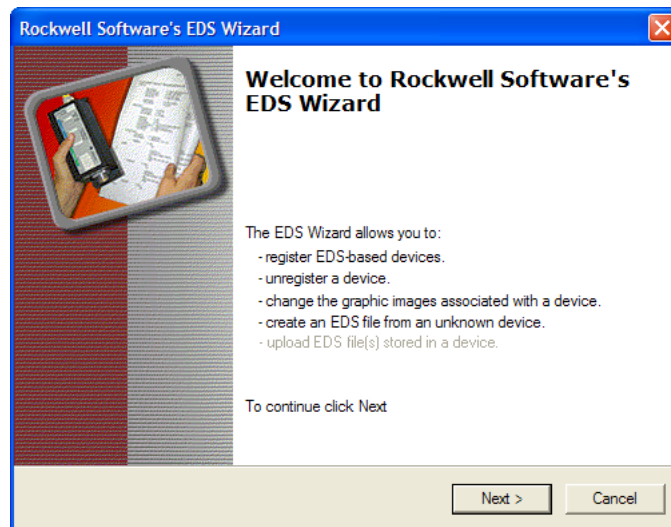 Rockwell Software's EDS Wizard
Welcome to Rockwell Software's
EDS Wizard
The EDS Wizard allows you to:
- register EDS-based devices.
- unregister a device.
- change the graphic images associated with a device.
- create an EDS file from an unknown device.
- upload EDS file(s) stored in a device.
To continue click Next
Next >
Cancel